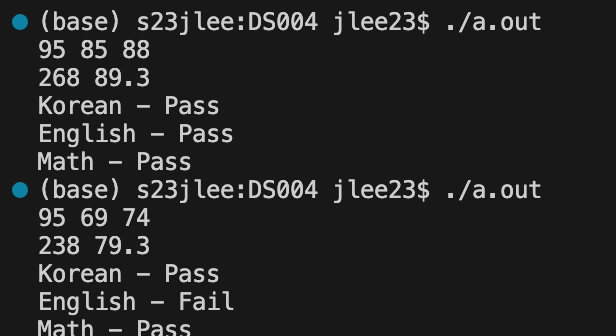 (base) s23jlee:DS004 jlee23$ ./a.out
95 85 88
268 89.3
Korean – Pass
English – Pass
Math – Pass
(base) s23jlee:DS004 jlee23$ ./a.out
95 69 74
238 79.3
Korean – Pass
English – Fail
Math – Pass